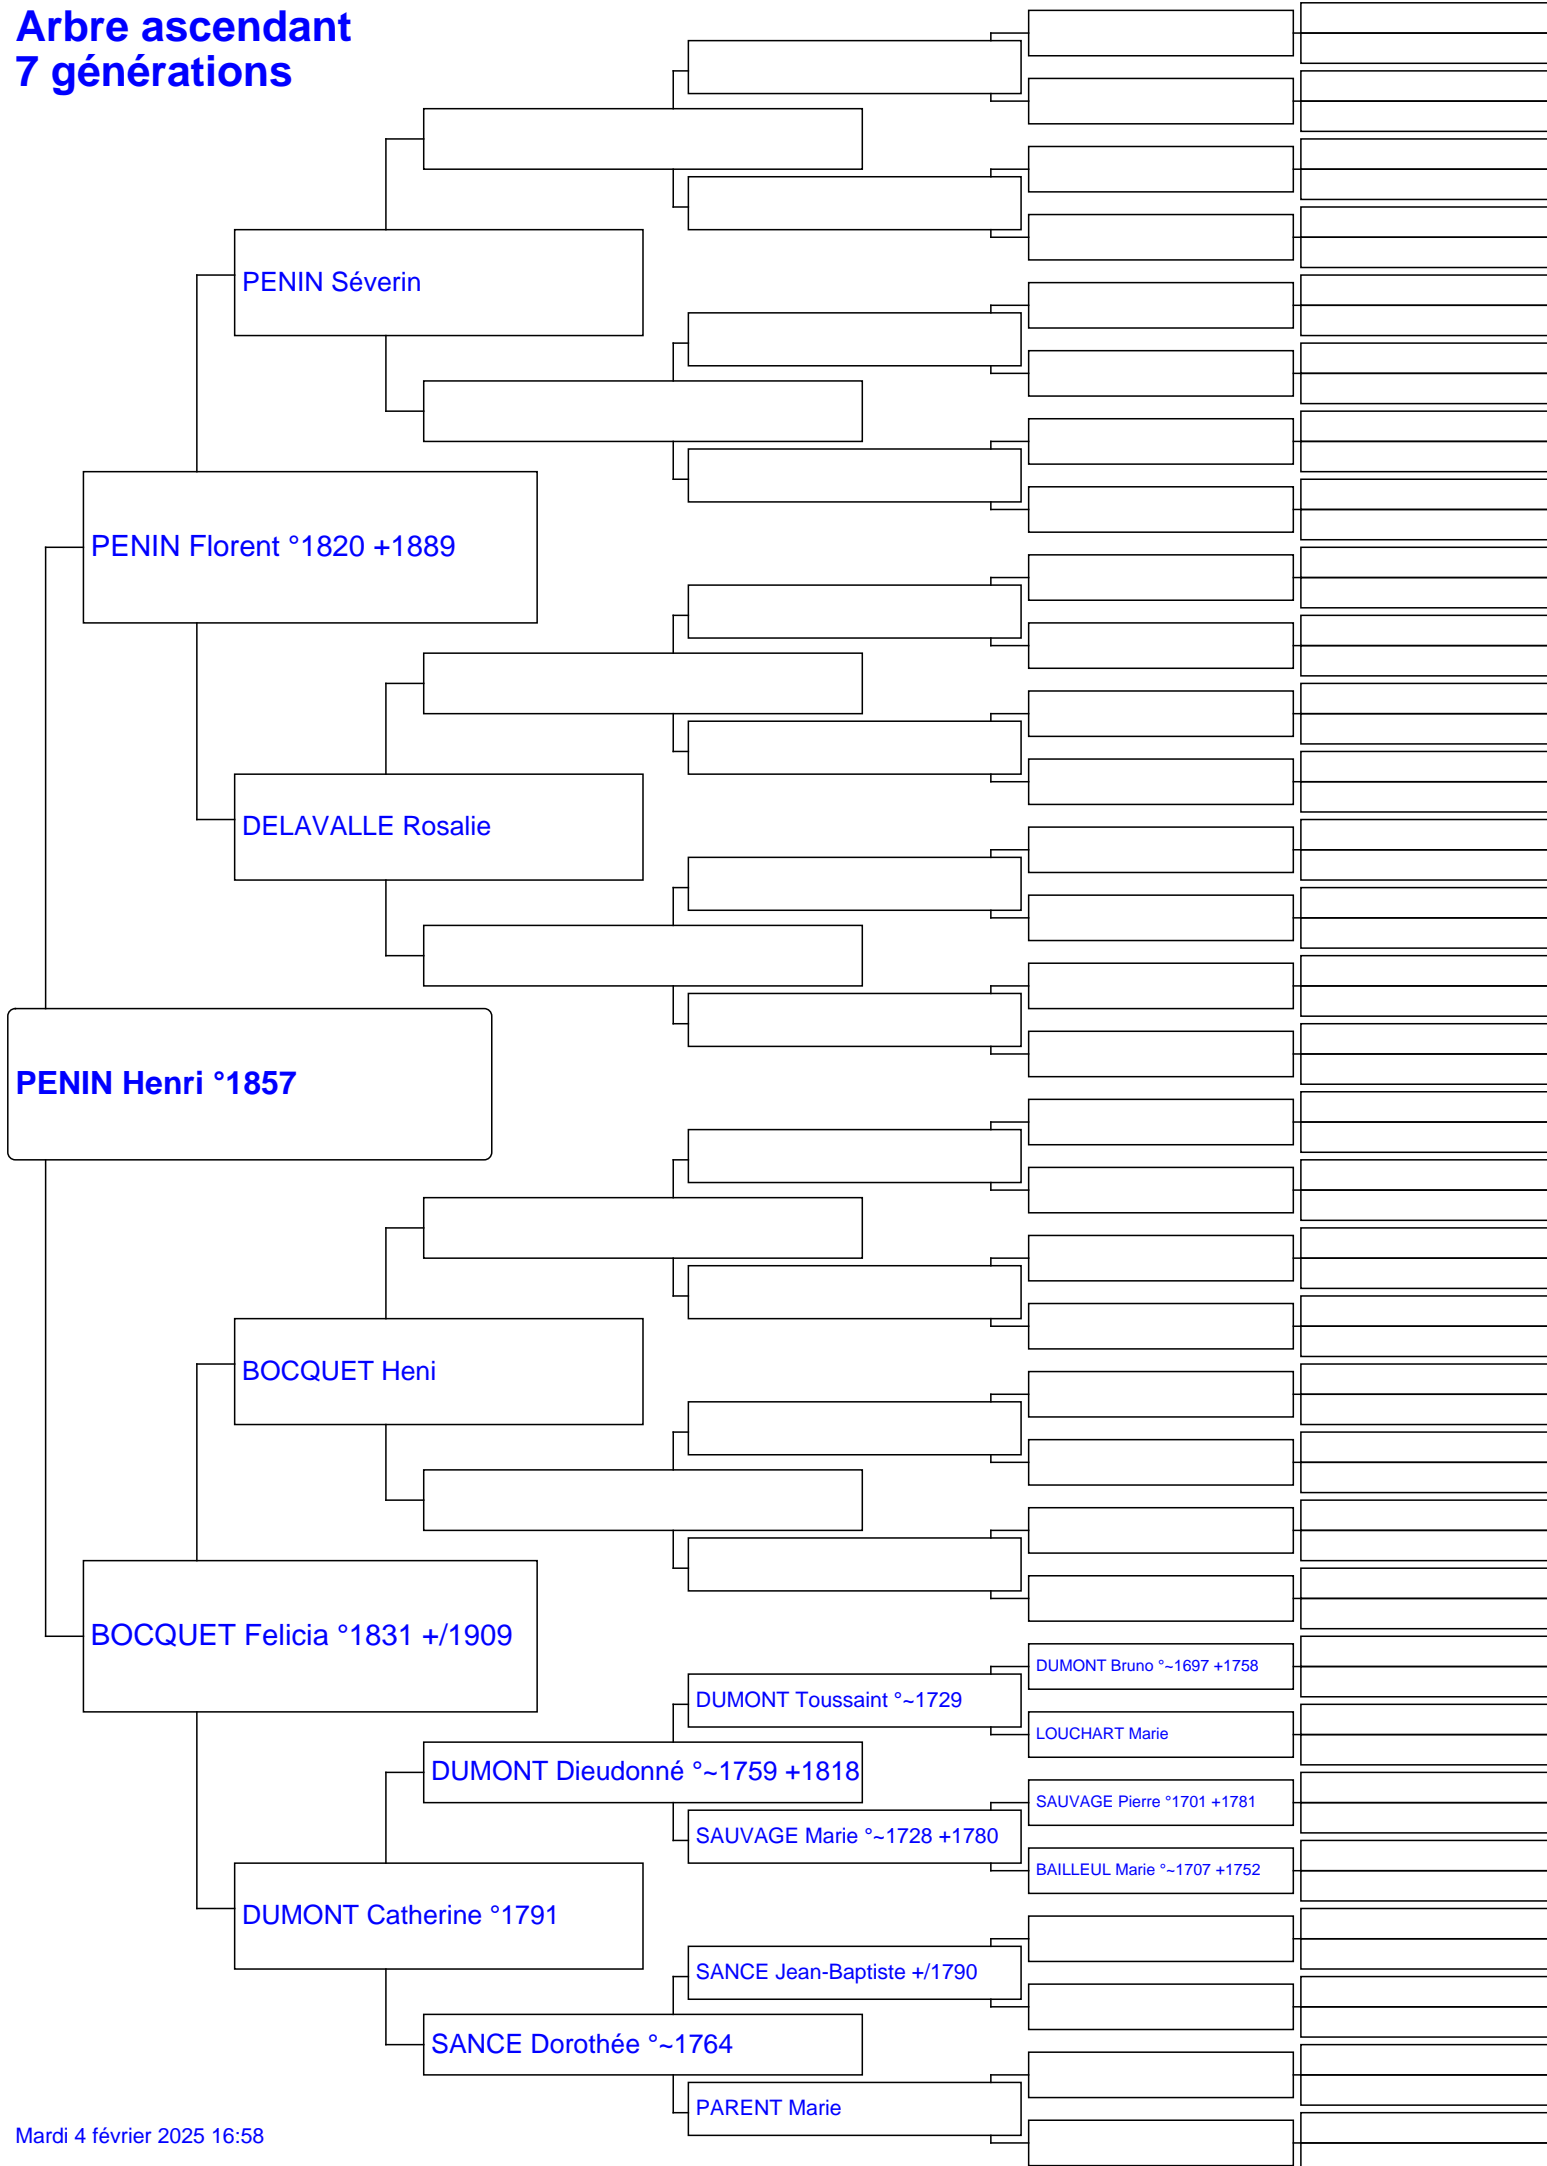 Arbre ascendant
7 générations
PENIN Séverin
PENIN Florent °1820 +1889
DELAVALLE Rosalie
PENIN Henri °1857
BOCQUET Heni
BOCQUET Felicia °1831 +/1909
DUMONT Bruno °~1697 +1758
DUMONT Toussaint °~1729
LOUCHART Marie
DUMONT Dieudonné °~1759 +1818
SAUVAGE Pierre °1701 +1781
SAUVAGE Marie °~1728 +1780
BAILLEUL Marie °~1707 +1752
DUMONT Catherine °1791
SANCE Jean-Baptiste +/1790
SANCE Dorothée °~1764
PARENT Marie
Mardi 4 février 2025 16:58